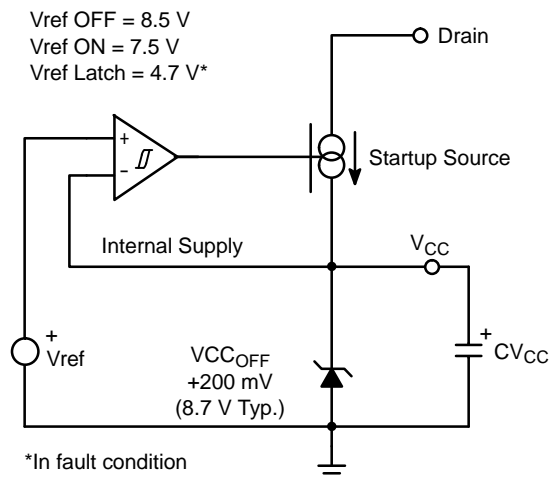 Vref OFF = 8.5 V
Vref ON = 7.5 V
Vref Latch = 4.7 V*
Drain
+
-
Startup Source
Internal Supply
VCC
+
Vref
VCCOFF
+200 mV
(8.7 V Typ.)
+
CVCC
*In fault condition